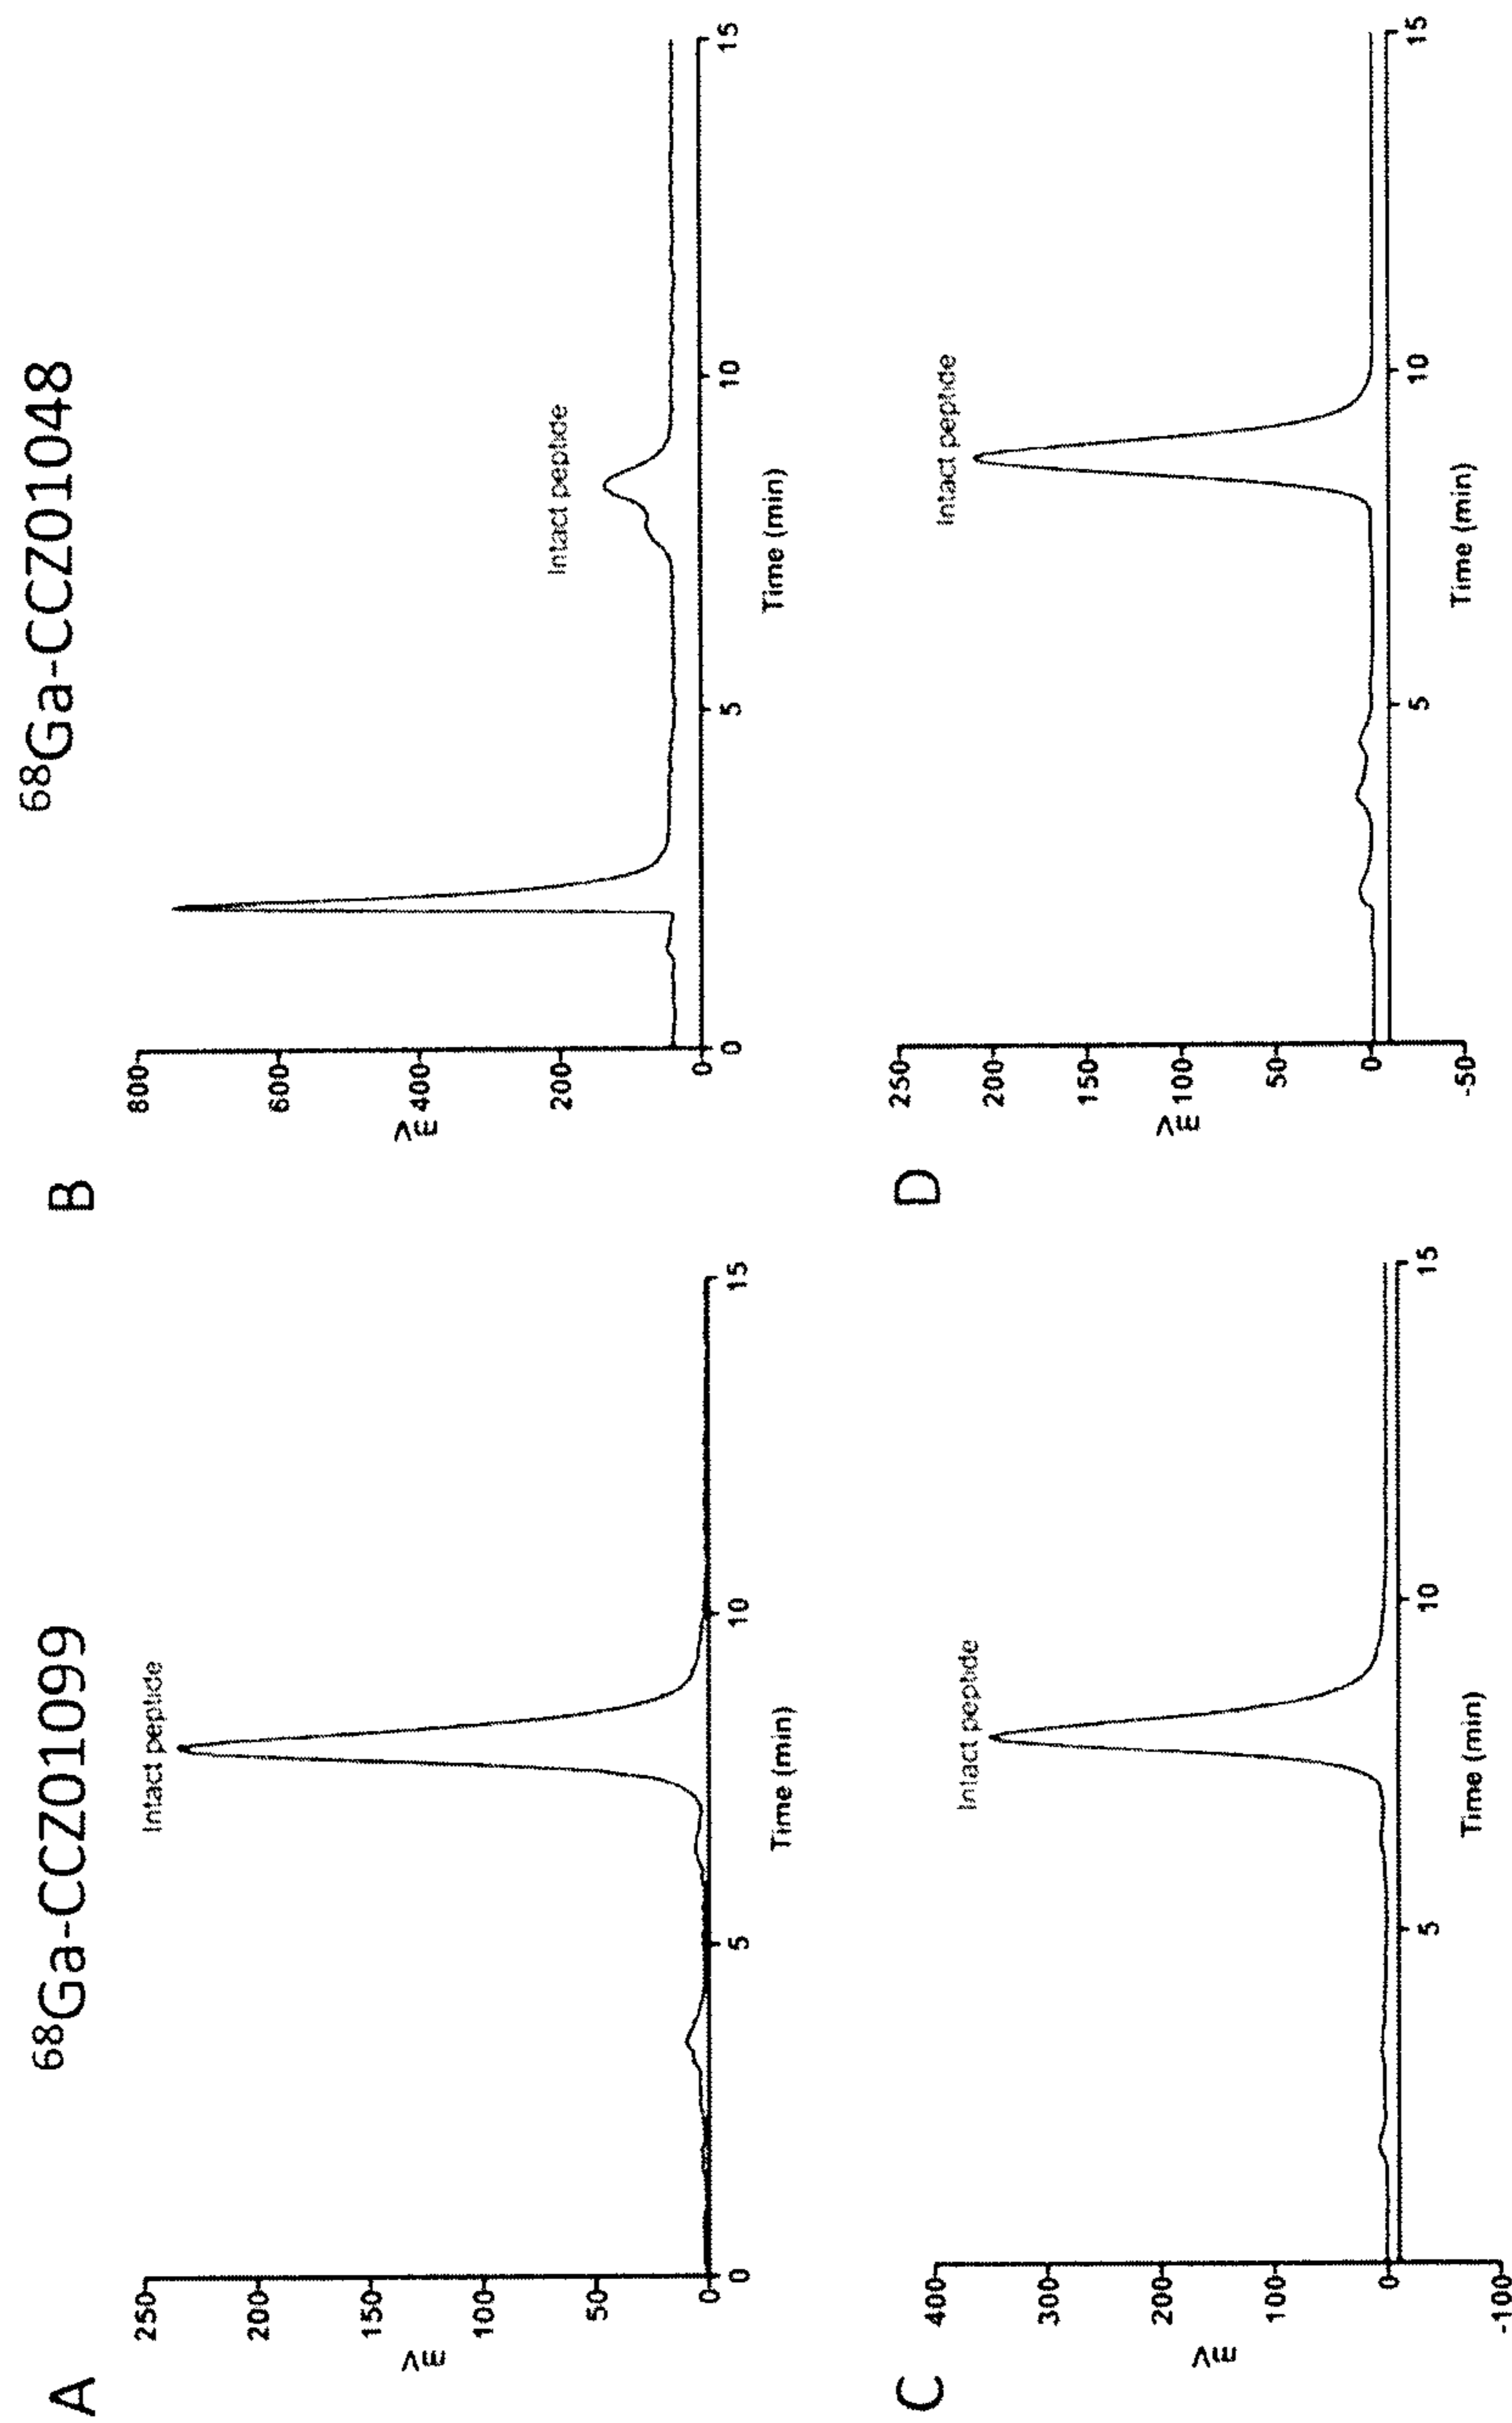 ⁶⁸Ga-CCZ01099
⁶⁸Ga-CCZ01048
A
Intact peptide
mV
250
200
150
100
50
0
0
5
10
15
Time (min)
B
Intact peptide
mV
800
600
400
200
0
0
5
10
15
Time (min)
C
Intact peptide
mV
400
300
200
100
0
-100
5
10
15
Time (min)
D
Intact peptide
mV
250
200
150
100
50
0
-50
5
10
15
Time (min)